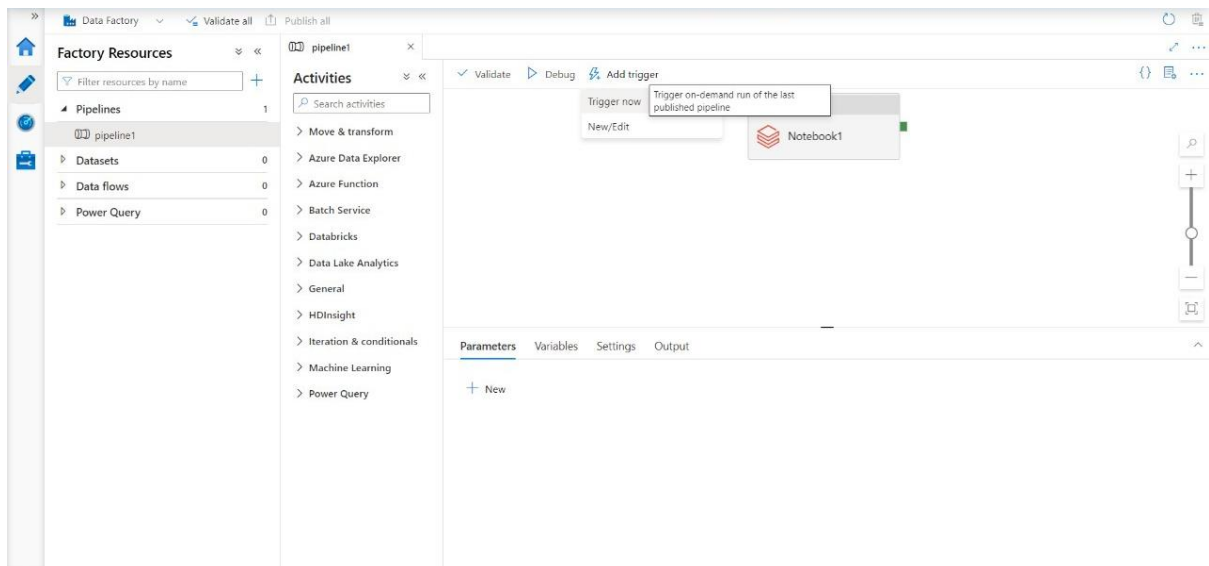 Data Factory
Validate all
Publish all
Factory Resources
Filter resources by name
Pipelines 1
pipeline1
Datasets 0
Data flows 0
Power Query 0
pipeline1
Activities
Search activities
Move & transform
Azure Data Explorer
Azure Function
Batch Service
Databricks
Data Lake Analytics
General
HDInsight
Iteration & conditionals
Machine Learning
Power Query
Validate
Debug
Add trigger
Trigger now
New/Edit
Trigger on-demand run of the last
published pipeline
Notebook1
Parameters
Variables
Settings
Output
New